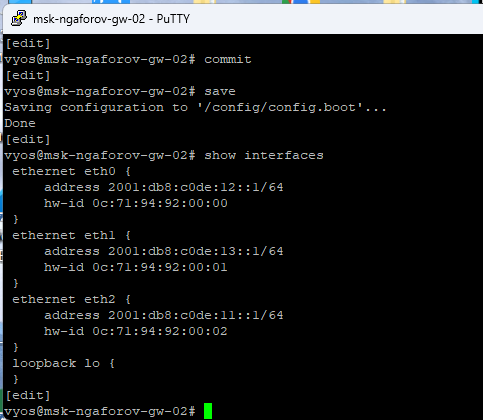 msk-ngaforov-gw-02 - PuTTY
[edit]
vyos@msk-ngaforov-gw-02# commit
[edit]
vyos@msk-ngaforov-gw-02# save
Saving configuration to '/config/config.boot'...
Done
[edit]
vyos@msk-ngaforov-gw-02# show interfaces
 ethernet eth0 {
     address 2001:db8:c0de:12::1/64
     hw-id 0c:71:94:92:00:00
 }
 ethernet eth1 {
     address 2001:db8:c0de:13::1/64
     hw-id 0c:71:94:92:00:01
 }
 ethernet eth2 {
     address 2001:db8:c0de:11::1/64
     hw-id 0c:71:94:92:00:02
 }
 loopback lo {
 }
[edit]
vyos@msk-ngaforov-gw-02#